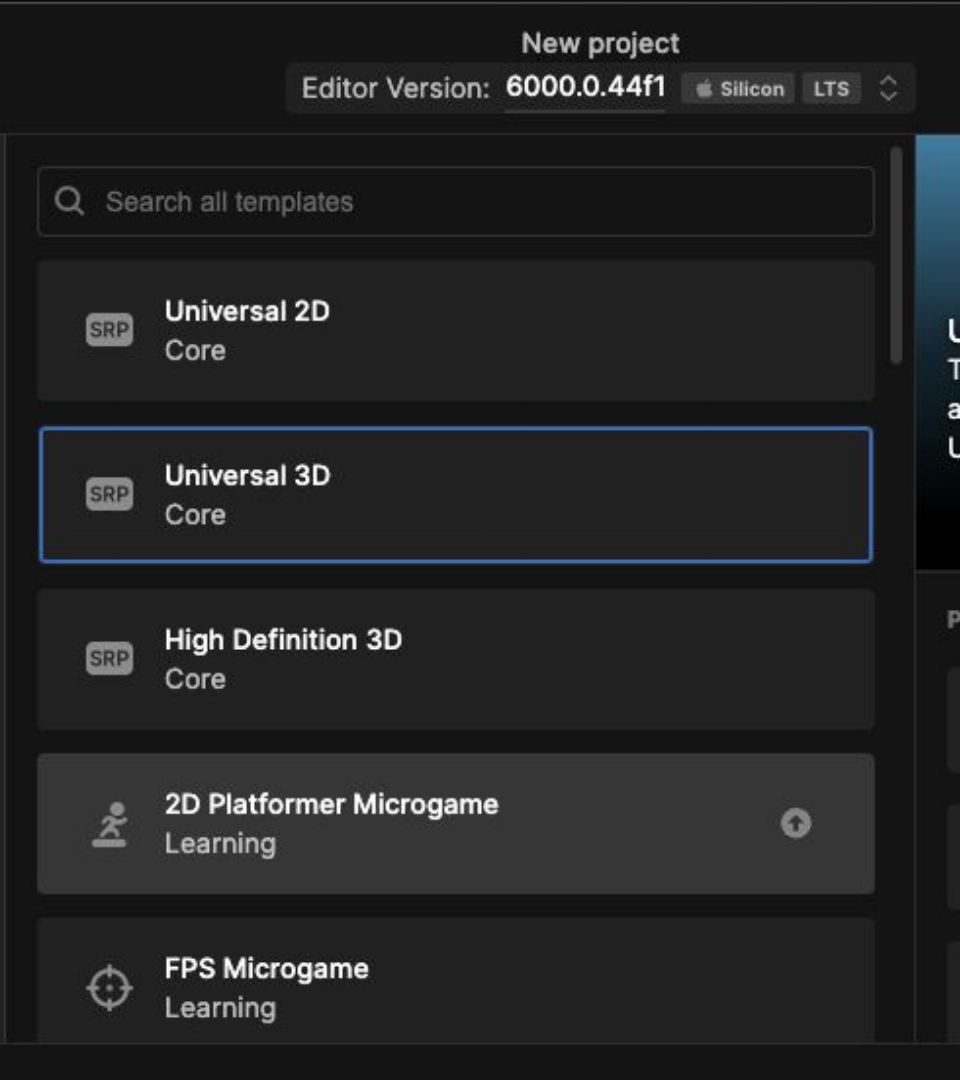 New project
Editor Version: 6000.0.44f1 Silicon LTS
Search all templates
SRP
Universal 2D
Core
SRP
Universal 3D
Core
SRP
High Definition 3D
Core
2D Platformer Microgame
Learning
FPS Microgame
Learning